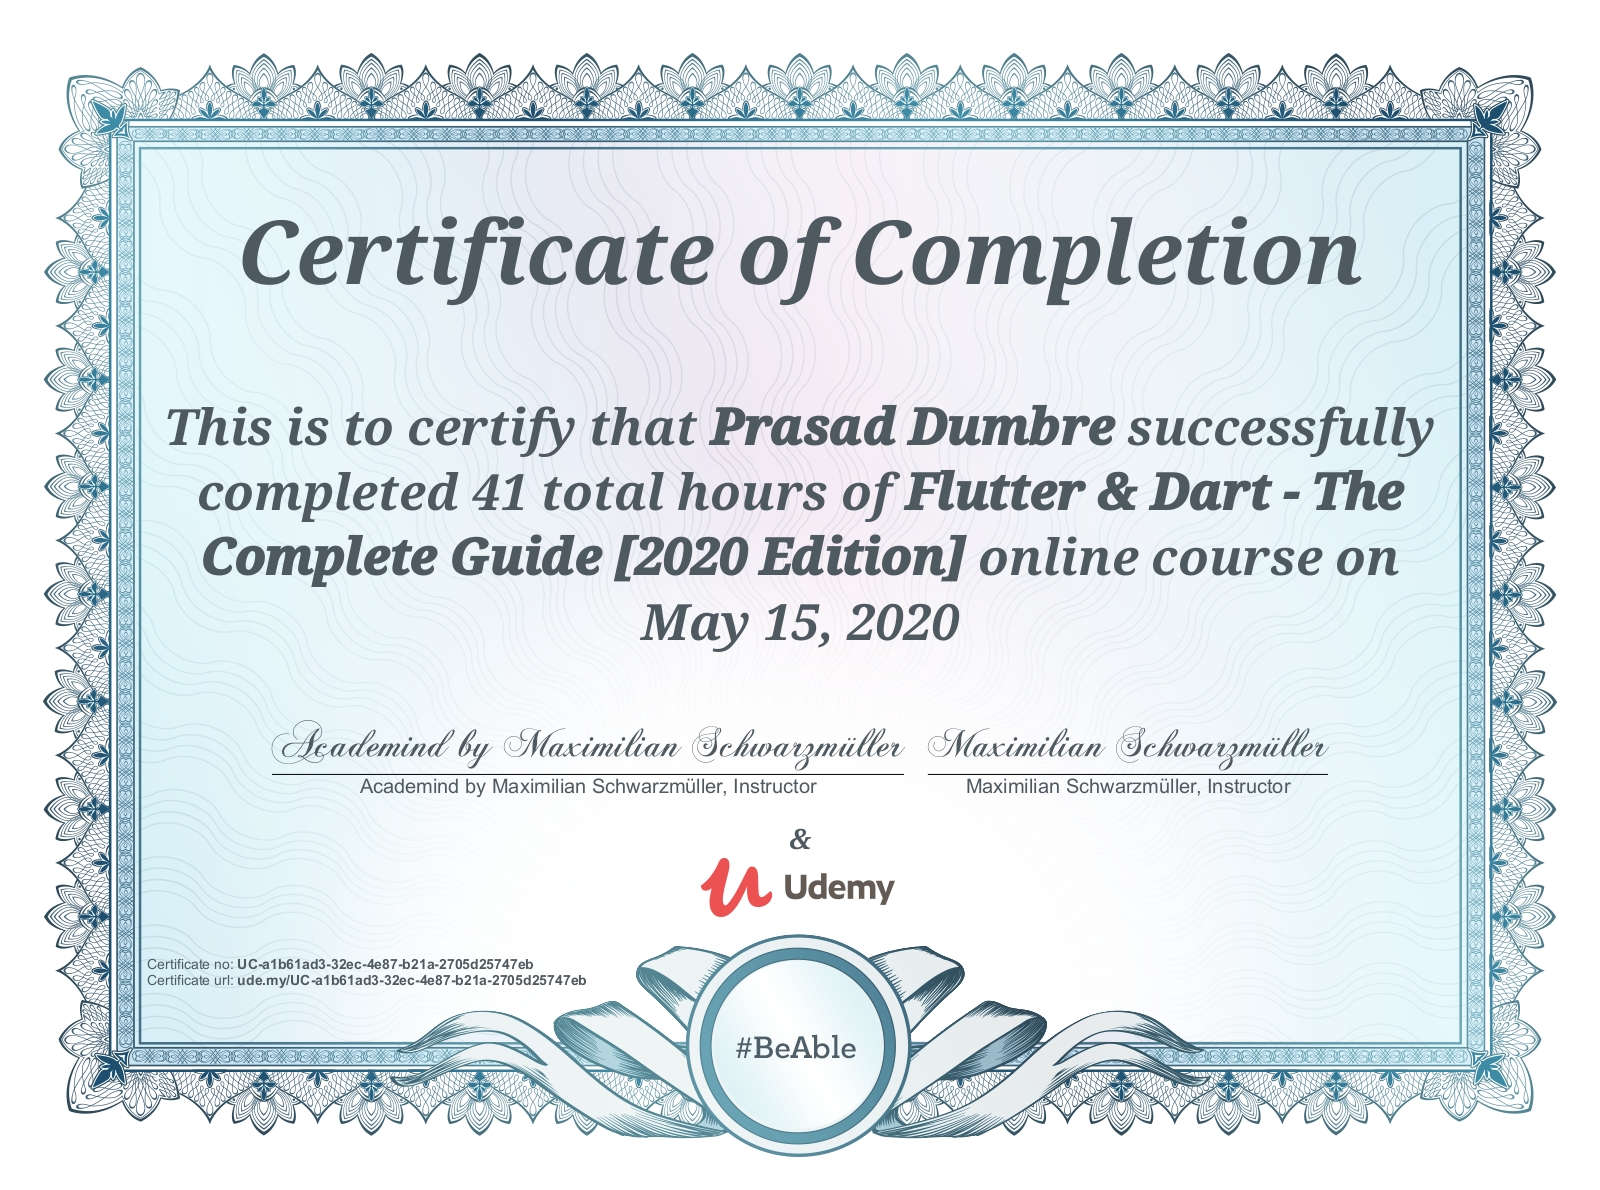 Certificate of Completion
This is to certify that Prasad Dumbre successfully
completed 41 total hours of Flutter & Dart - The
Complete Guide [2020 Edition] online course on
May 15, 2020
Academind by Maximilian Schwarzmüller Maximilian Schwarzmüller
Academind by Maximilian Schwarzmüller, Instructor Maximilian Schwarzmüller, Instructor
&
Udemy
Certificate no: UC-a1b61ad3-32ec-4e87-b21a-2705d25747eb
Certificate url: ude.my/UC-a1b61ad3-32ec-4e87-b21a-2705d25747eb
#BeAble